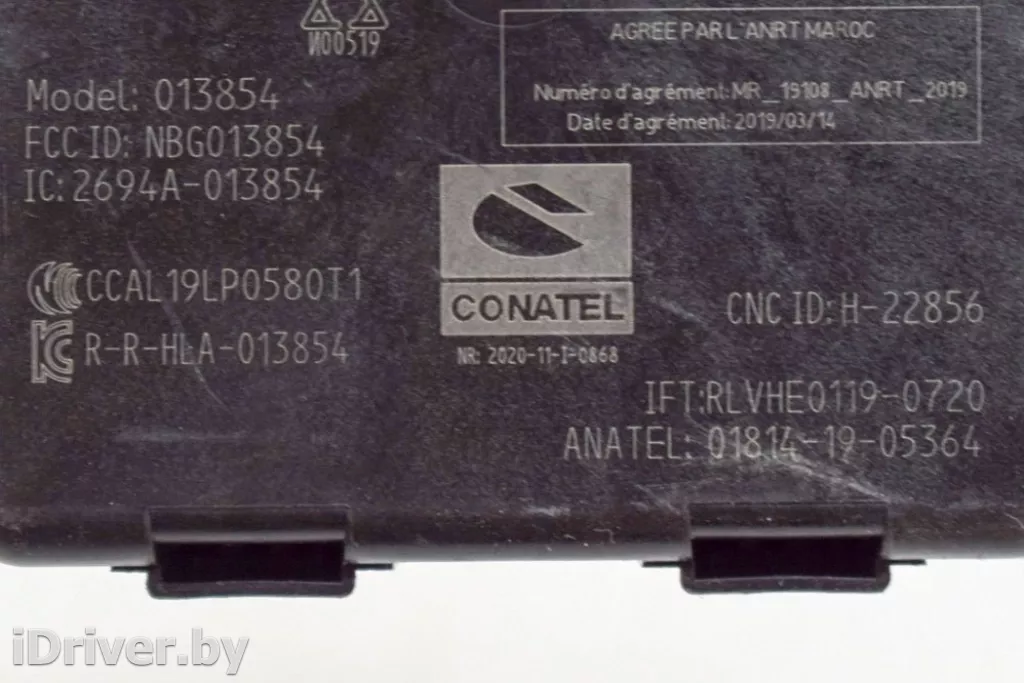 И00519
AGREE PAR L'ANRT MAROC
Numéro d'agrément: MR_19108_ANRT_2019
Date d'agrément: 2019/03/14
Model: 013854
FCC ID: NBG013854
IC: 2694A-013854
CCAL19LP0580T1
R-R-HLA-013854
CONATEL
NR: 2020-11-I-0868
CNC ID: H-22856
IFT:RLVHE0119-0720
ANATEL: 01814-19-05364
iDriver.by